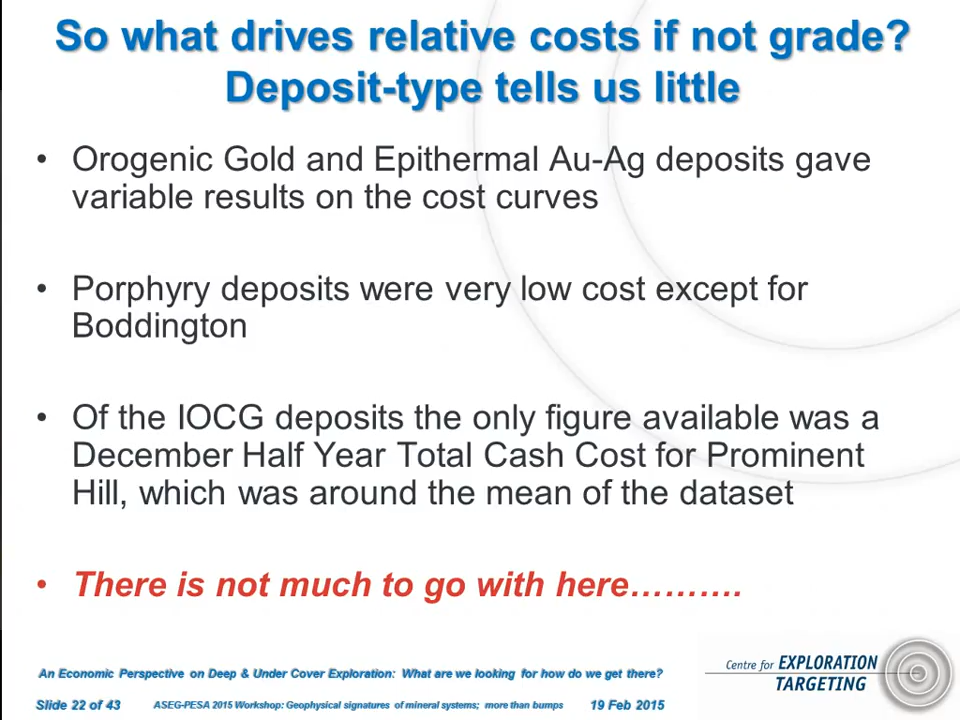 So what drives relative costs if not grade?
Deposit-type tells us little
• Orogenic Gold and Epithermal Au-Ag deposits gave
variable results on the cost curves
• Porphyry deposits were very low cost except for
Boddington
• Of the IOCG deposits the only figure available was a
December Half Year Total Cash Cost for Prominent
Hill, which was around the mean of the dataset
• There is not much to go with here……….
An Economic Perspective on Deep & Under Cover Exploration: What are we looking for how do we get there?
Centre for EXPLORATION
TARGETING
Slide 22 of 43 ASEG-PESA 2015 Workshop: Geophysical signatures of mineral systems; more than bumps 19 Feb 2015